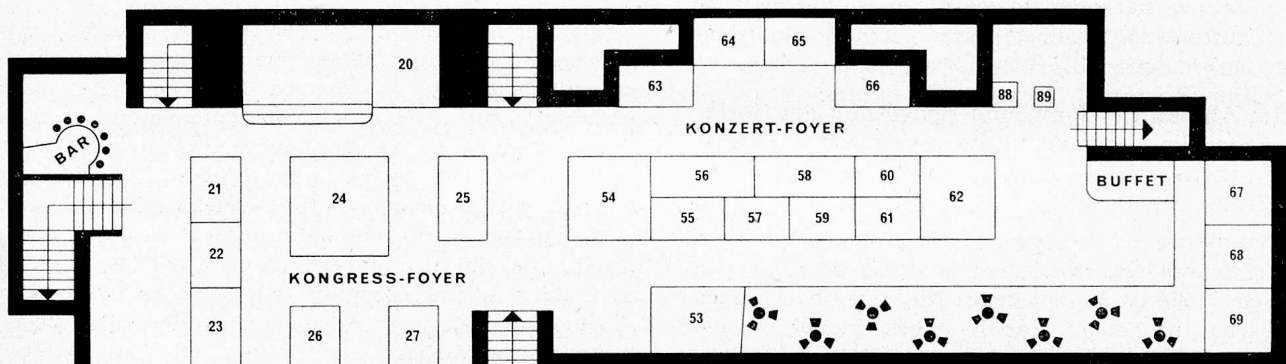 64 65
20
63 66
88 89
KONZERT-FOYER
BAR
21 24 25 54 56 58 60 62 BUFFET 67
55 57 59 61
22 68
KONGRESS-FOYER
23 26 27 53 69